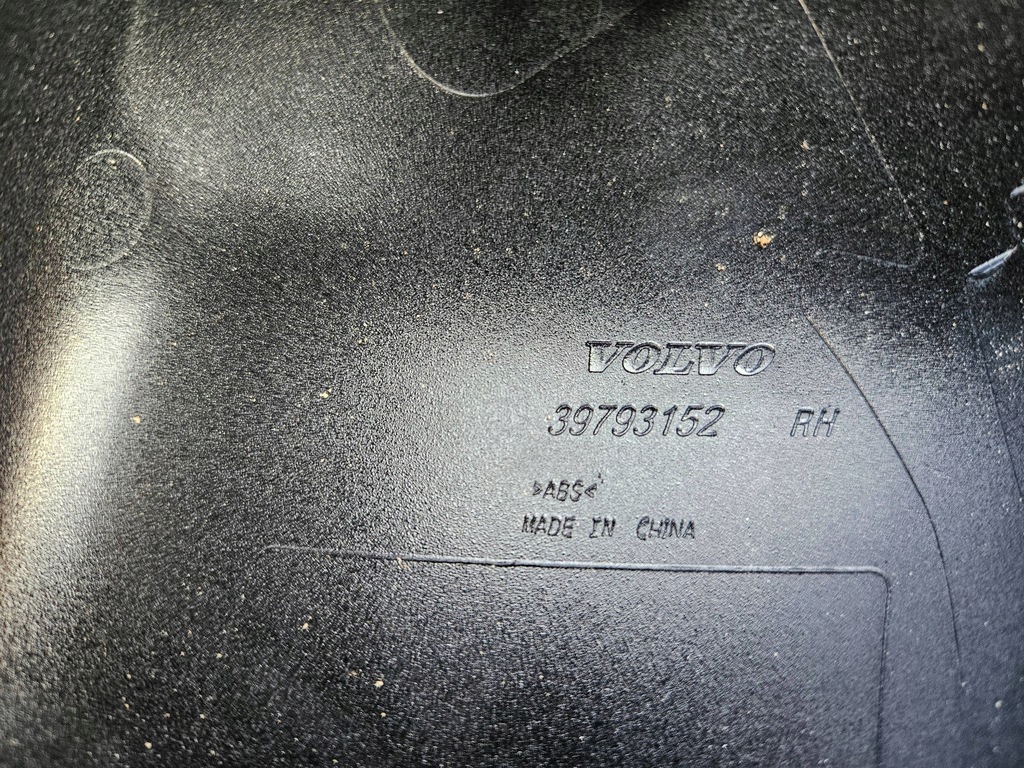 VOLVO
39793152 RH
>ABS<
MADE IN CHINA